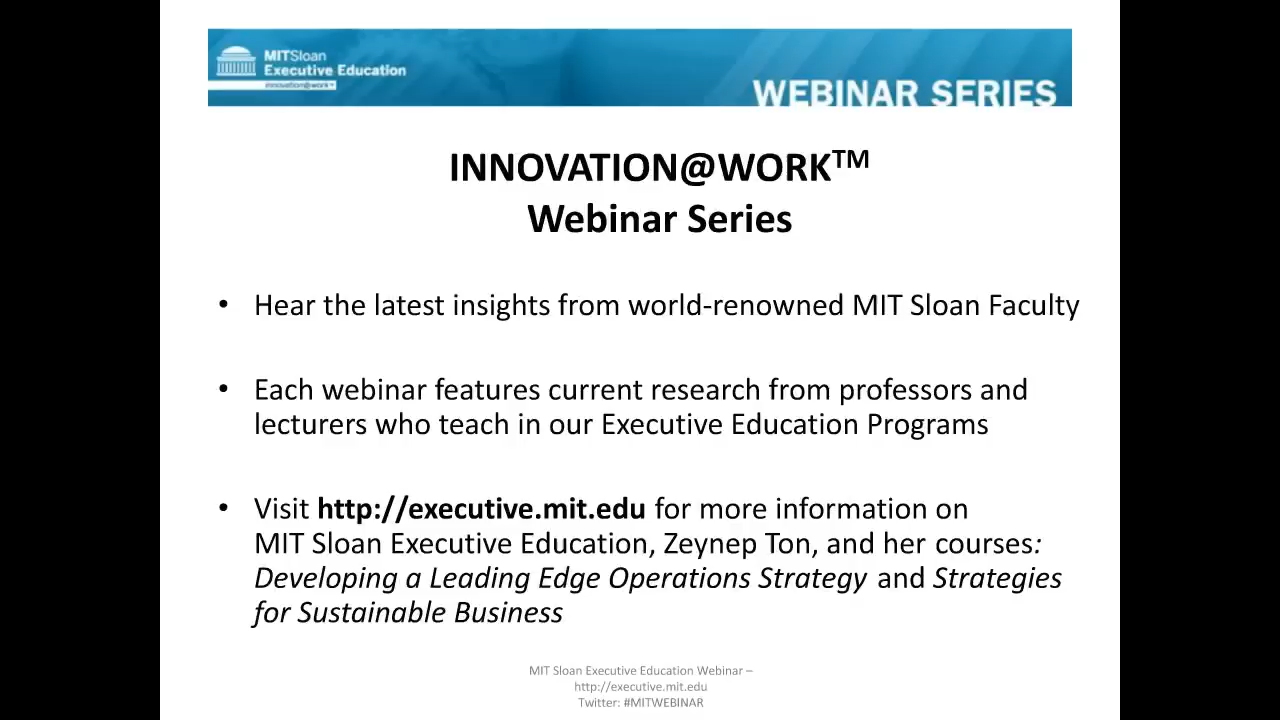 MITSloan
Executive Education
innovation@work™
WEBINAR SERIES
INNOVATION@WORK™
Webinar Series
• Hear the latest insights from world-renowned MIT Sloan Faculty
• Each webinar features current research from professors and
lecturers who teach in our Executive Education Programs
• Visit http://executive.mit.edu for more information on
MIT Sloan Executive Education, Zeynep Ton, and her courses:
Developing a Leading Edge Operations Strategy and Strategies
for Sustainable Business
MIT Sloan Executive Education Webinar –
http://executive.mit.edu
Twitter: #MITWEBINAR